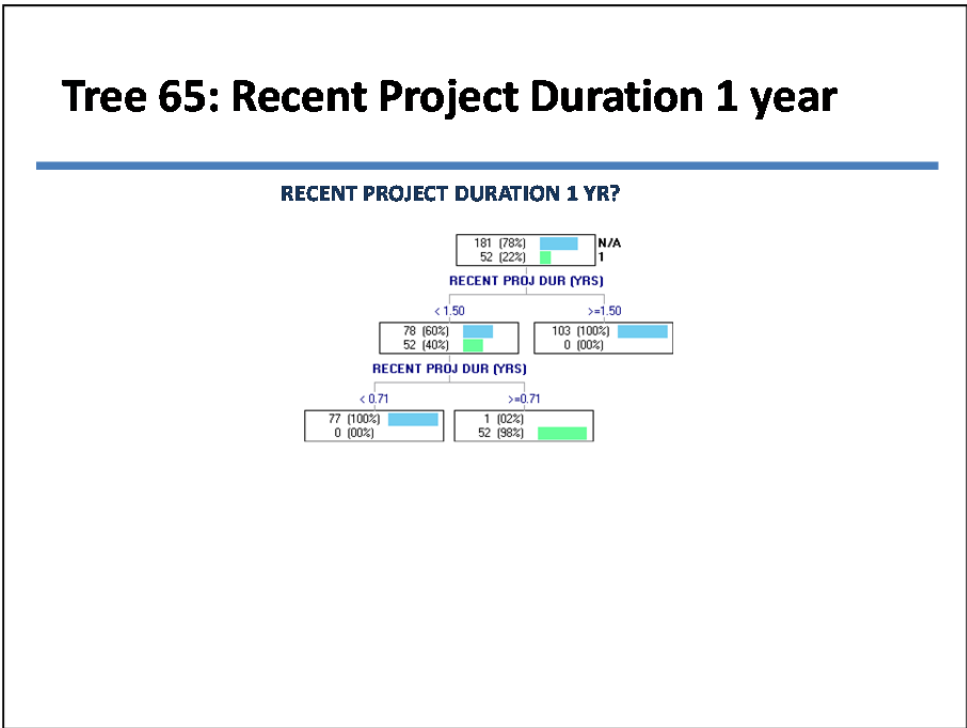 Tree 65: Recent Project Duration 1 year
RECENT PROJECT DURATION 1 YR?
181 (78%) N/A
52 (22%) 1
RECENT PROJ DUR (YRS)
< 1.50 >=1.50
78 (60%) 103 (100%)
52 (40%) 0 (00%)
RECENT PROJ DUR (YRS)
< 0.71 >=0.71
77 (100%) 1 (02%)
0 (00%) 52 (98%)